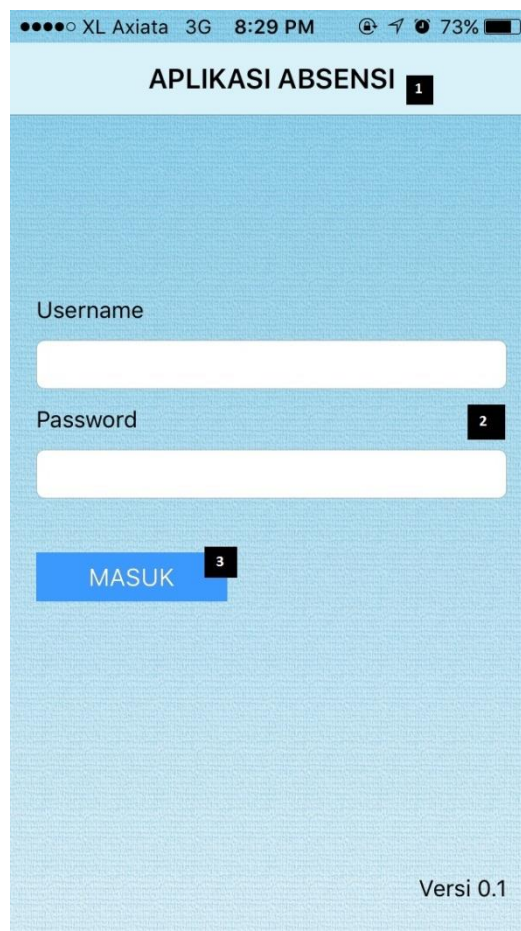 XL Axiata 3G 8:29 PM 73%
APLIKASI ABSENSI 1
Username
Password 2
3
MASUK
Versi 0.1